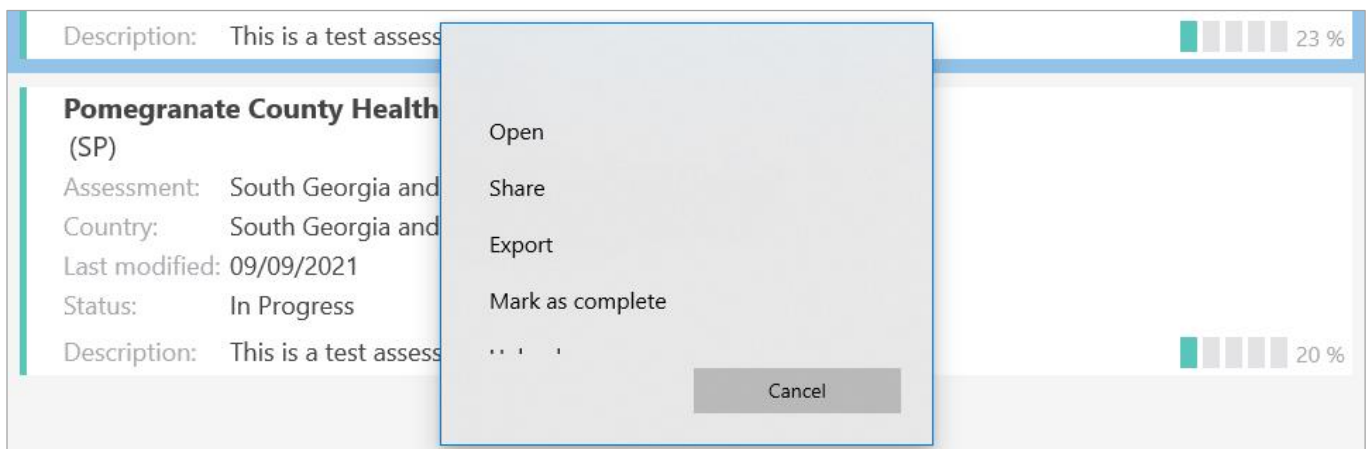 Description: This is a test assess 23 %
Pomegranate County Health
(SP)
Assessment: South Georgia and
Country: South Georgia and
Last modified: 09/09/2021
Status: In Progress
Description: This is a test assess 20 %
Open
Share
Export
Mark as complete
Cancel